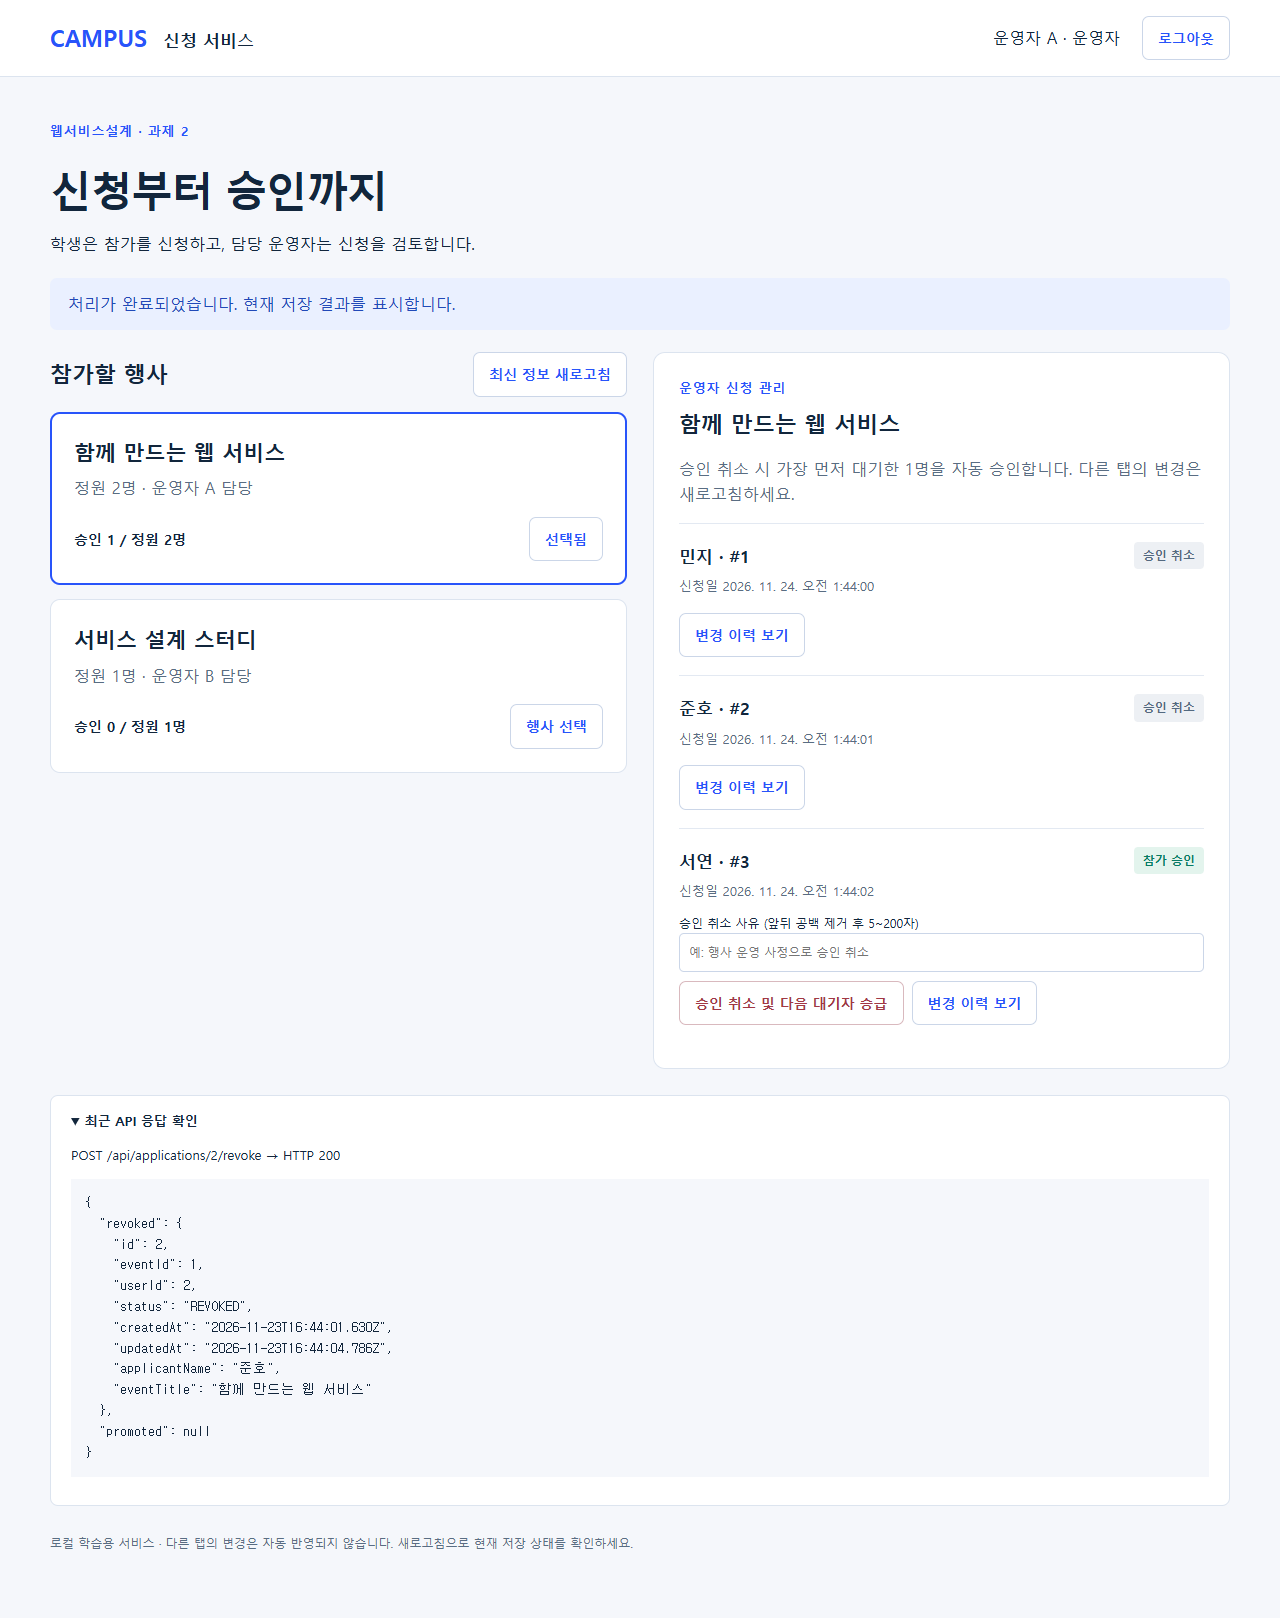 CAMPUS 신청 서비스
운영자 A · 운영자
로그아웃
웹서비스설계 · 과제 2
신청부터 승인까지
학생은 참가를 신청하고, 담당 운영자는 신청을 검토합니다.
처리가 완료되었습니다. 현재 저장 결과를 표시합니다.
참가할 행사
최신 정보 새로고침
함께 만드는 웹 서비스
정원 2명 · 운영자 A 담당
승인 1 / 정원 2명
선택됨
서비스 설계 스터디
정원 1명 · 운영자 B 담당
승인 0 / 정원 1명
행사 선택
운영자 신청 관리
함께 만드는 웹 서비스
승인 취소 시 가장 먼저 대기한 1명을 자동 승인합니다. 다른 탭의 변경은
새로고침하세요.
민지 · #1
승인 취소
신청일 2026. 11. 24. 오전 1:44:00
변경 이력 보기
준호 · #2
승인 취소
신청일 2026. 11. 24. 오전 1:44:01
변경 이력 보기
서연 · #3
참가 승인
신청일 2026. 11. 24. 오전 1:44:02
승인 취소 사유 (앞뒤 공백 제거 후 5~200자)
예: 행사 운영 사정으로 승인 취소
승인 취소 및 다음 대기자 승급
변경 이력 보기
▼ 최근 API 응답 확인
POST /api/applications/2/revoke → HTTP 200
{
"revoked": {
"id": 2,
"eventId": 1,
"userId": 2,
"status": "REVOKED",
"createdAt": "2026-11-23T16:44:01.630Z",
"updatedAt": "2026-11-23T16:44:04.786Z",
"applicantName": "준호",
"eventTitle": "함께 만드는 웹 서비스"
},
"promoted": null
}
로컬 학습용 서비스 · 다른 탭의 변경은 자동 반영되지 않습니다. 새로고침으로 현재 저장 상태를 확인하세요.